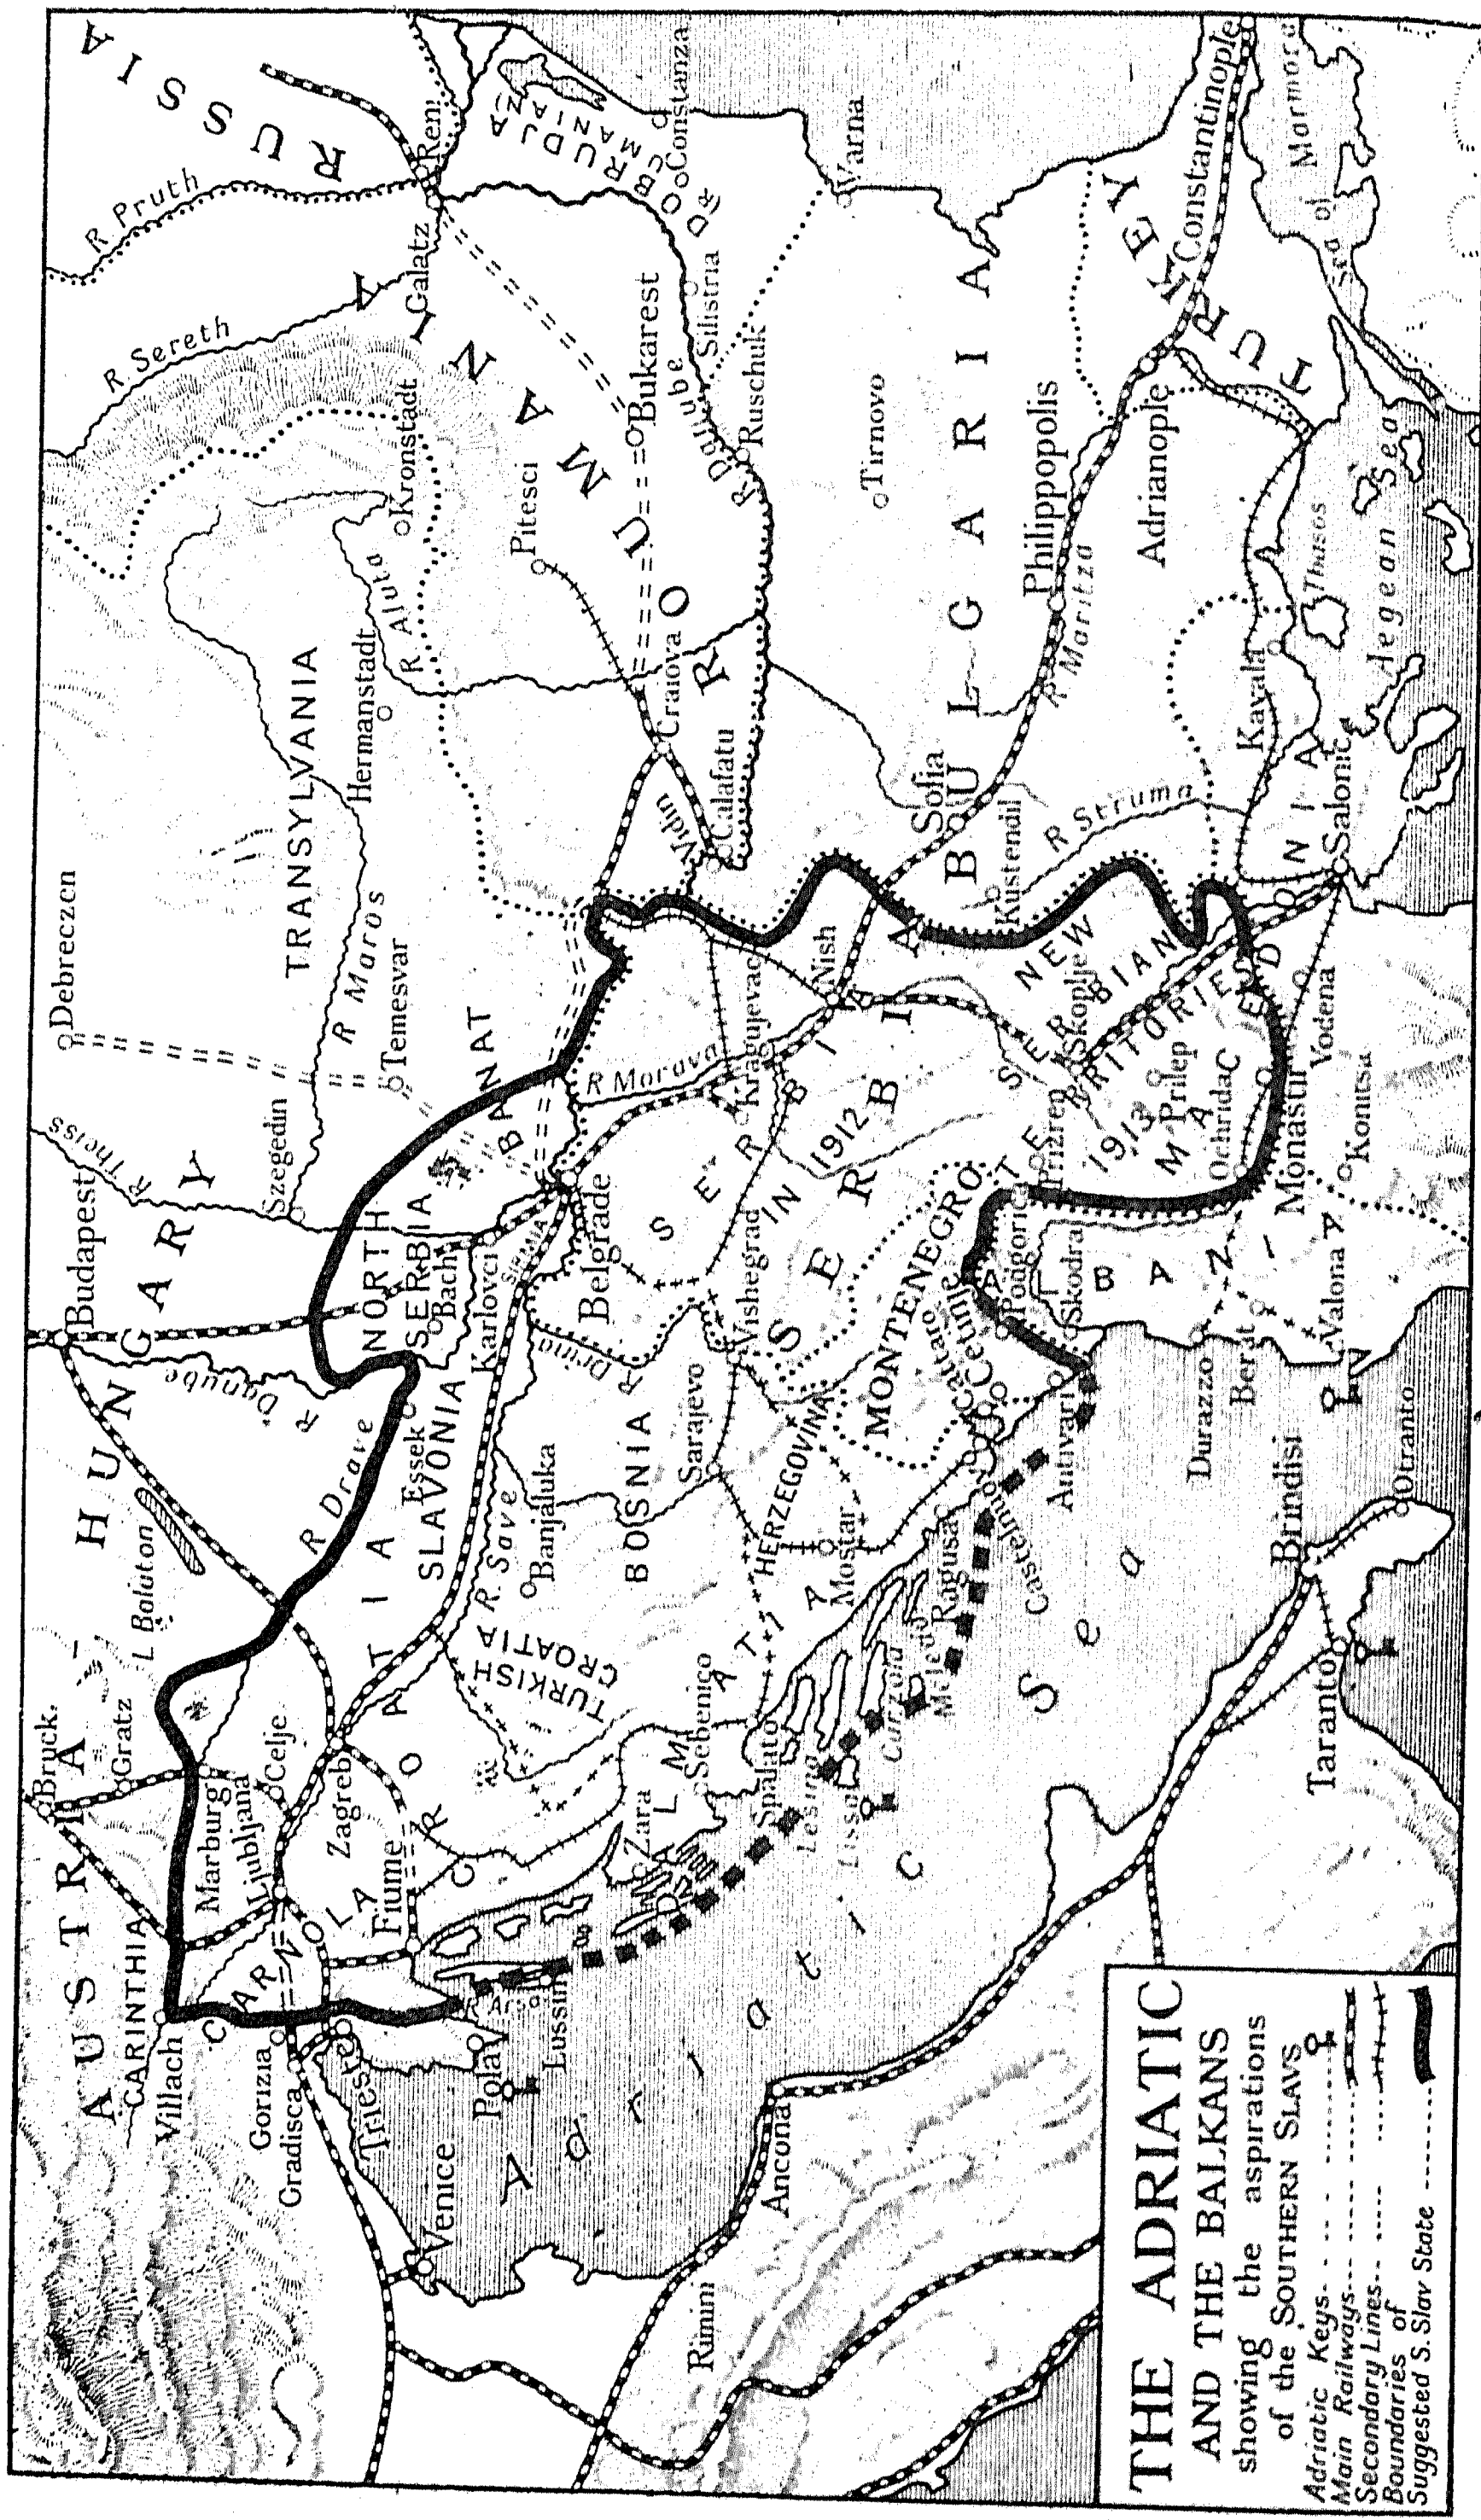 THE ADRIATIC
AND THE BALKANS
showing the aspirations
of the SOUTHERN SLAVS
Adriatic Keys
Main Railways
Secondary Lines
Boundaries of
Suggested S. Slav State
AUSTRIA-
HUNGARY
RUSSIA
ROUMANIA
BULGARIA
TURKEY
SERBIA
SERBIA
IN 1912
NEW
SERBIAN
TERRITORIES
1913
MACEDONIA
MONTENEGRO
ALBANIA
BOSNIA
HERZEGOVINA
DALMATIA
CROATIA
SLAVONIA
TURKISH
CROATIA
CARNIOLA
CARINTHIA
NORTH
SERBIA
BANAT
SIRMIA
TRANSYLVANIA
DOBRUDJA
Adriatic Sea
Aegean Sea
Sea of Marmora
R Pruth
R Sereth
R Aluta
R Maros
R Theiss
R Danube
R Danube
R Drave
R. Save
R Drina
R Morava
R Struma
R Maritza
R Arsa
L Balaton
Bruck.
Gratz
Marburg
Celje
Ljubljana
Zagreb
Fiume
Villach
Gorizia
Gradisca
Trieste
Pola
Lussin
Venice
Rimini
Ancona
Zara
Sebenico
Spalato
Lesina
Lissa
Curzola
Meleda
Ragusa
Castelnuovo
Cattaro
Cetinje
Antivari
Podgorica
Skodra
Mostar
Sarajevo
Vishegrad
Banjaluka
Essek
Karlovci
Belgrade
Budapest
Szegedin
Debreczen
Temesvar
Hermanstadt
Kronstadt
Pitesci
Craiova
Calafatu
Vidin
Bukarest
Galatz
Reni
Constanza
Silistria
Ruschuk
Varna
Tirnovo
Sofia
Kustendil
Philippopolis
Adrianople
Constantinople
Constantinople
Kragujevac
Nish
Prizren
Skoplje
Prilep
Ochrida
Monastir
Vodena
Konitsa
Salonica
Kavala
Thasos
Durazzo
Berat
Valona
Brindisi
Otranto
Taranto